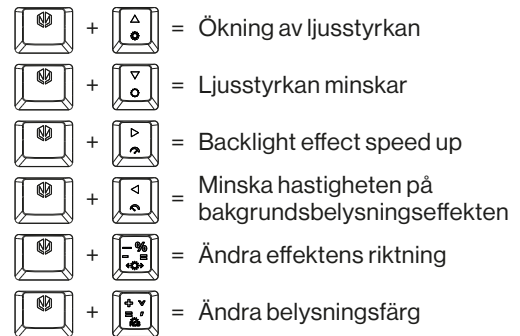 + = Ökning av ljusstyrkan
+ = Ljusstyrkan minskar
+ = Backlight effect speed up
+ = Minska hastigheten på
bakgrundsbelysningseffekten
+ – % - = = Ändra effektens riktning
+ + = , = Ändra belysningsfärg